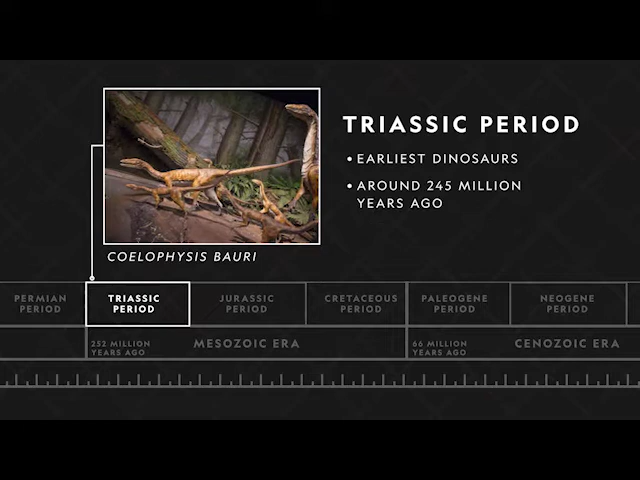 TRIASSIC PERIOD
• EARLIEST DINOSAURS
• AROUND 245 MILLION
YEARS AGO
COELOPHYSIS BAURI
PERMIAN
PERIOD
TRIASSIC
PERIOD
JURASSIC
PERIOD
CRETACEOUS
PERIOD
PALEOGENE
PERIOD
NEOGENE
PERIOD
252 MILLION
YEARS AGO
MESOZOIC ERA
66 MILLION
YEARS AGO
CENOZOIC ERA